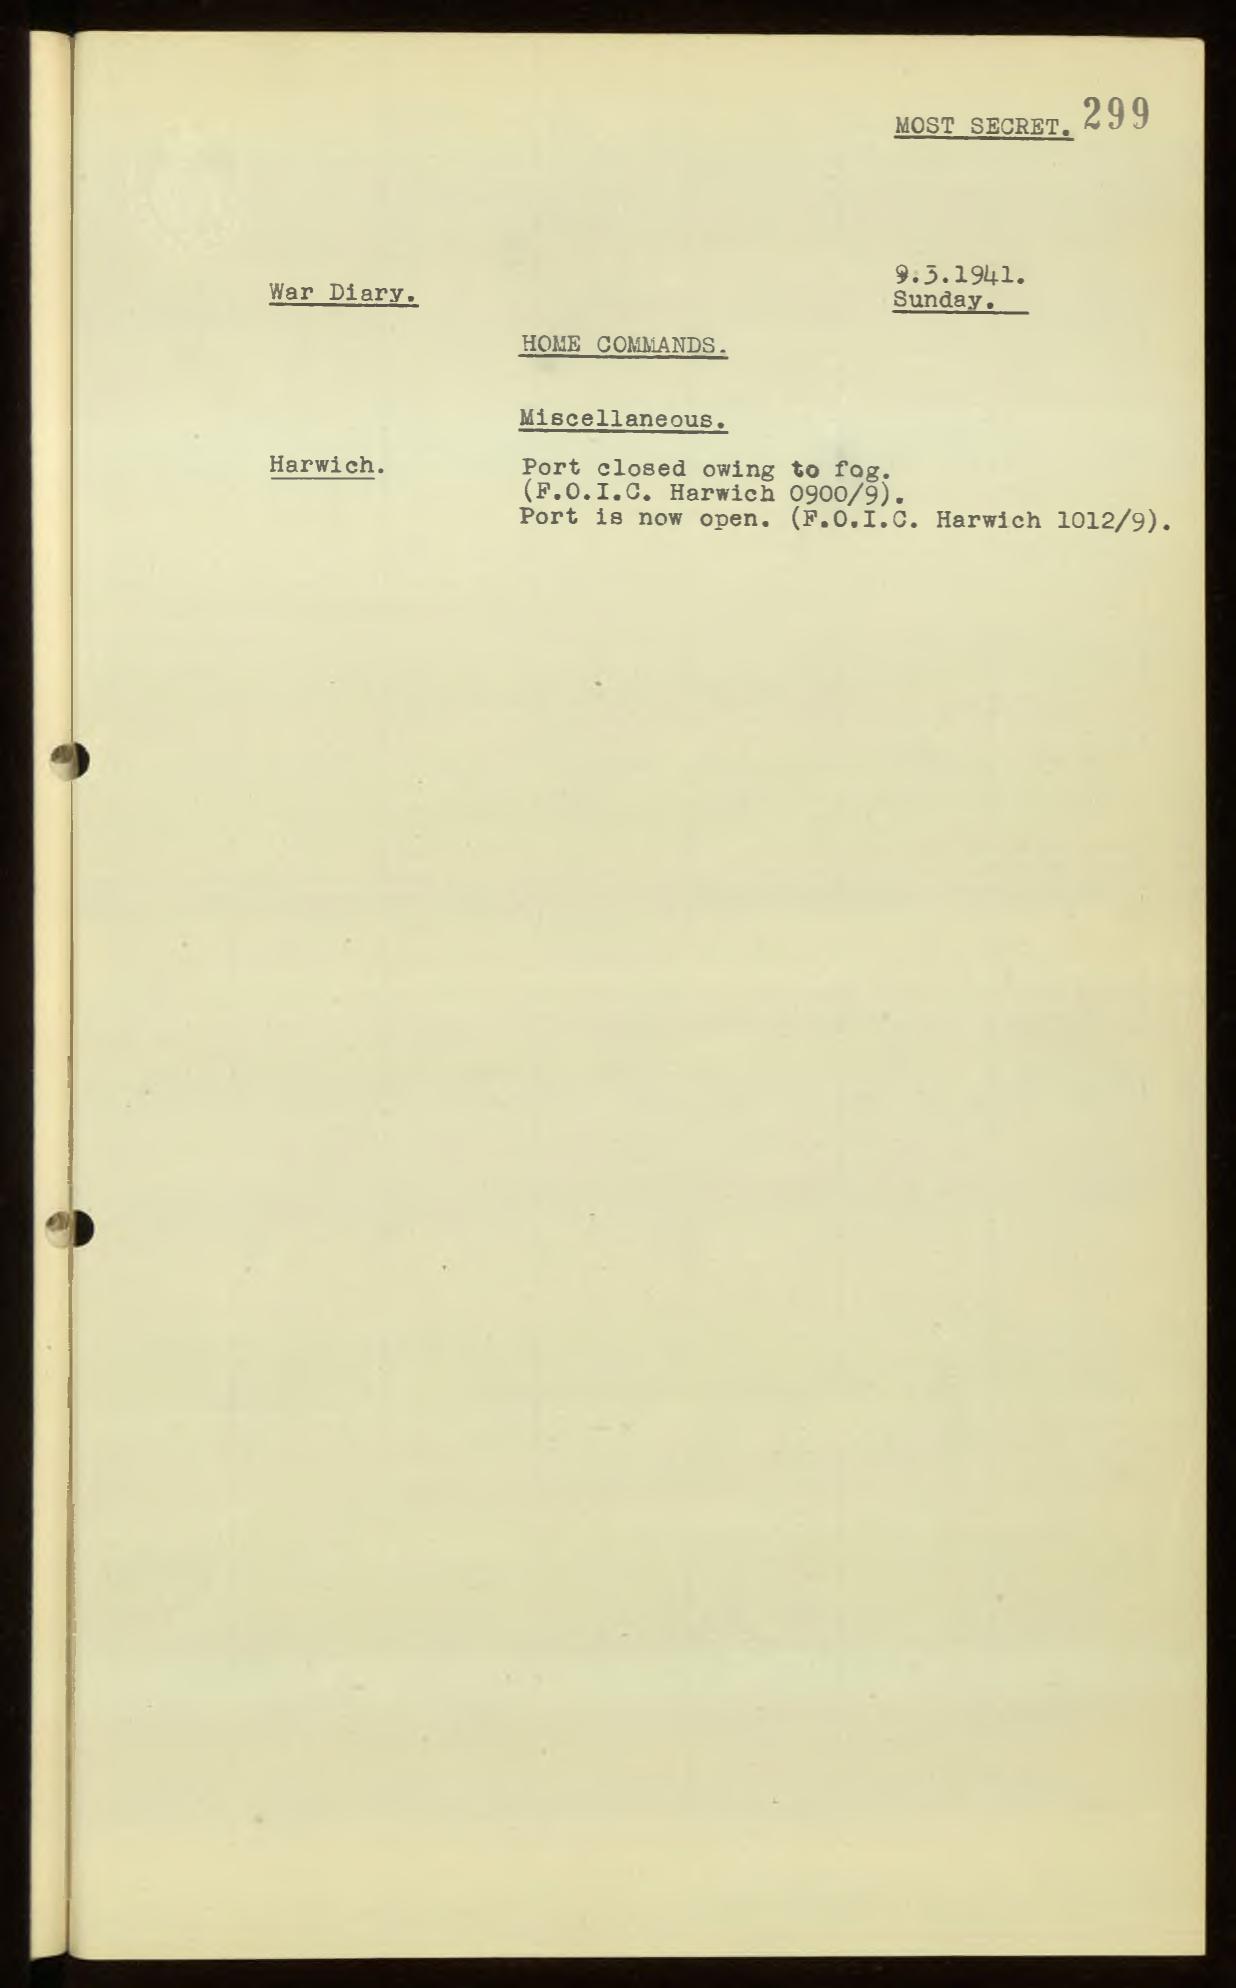 MOST SECRET. 299
9.3.1941.
War Diary.
Sunday.
HOME COMMANDS.
Miscellaneous.
Harwich. Port closed owing to fog.
(F.O.I.C. Harwich 0900/9).
Port is now open. (F.O.I.C. Harwich 1012/9).